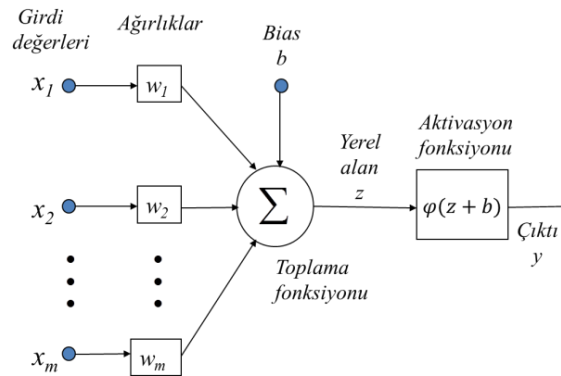 Girdi
değerleri
Ağırlıklar
Bias
b
x1
w1
Yerel
alan
z
Aktivasyon
fonksiyonu
x2
w2
Σ
φ(z + b)
Çıktı
y
Toplama
fonksiyonu
xm
wm